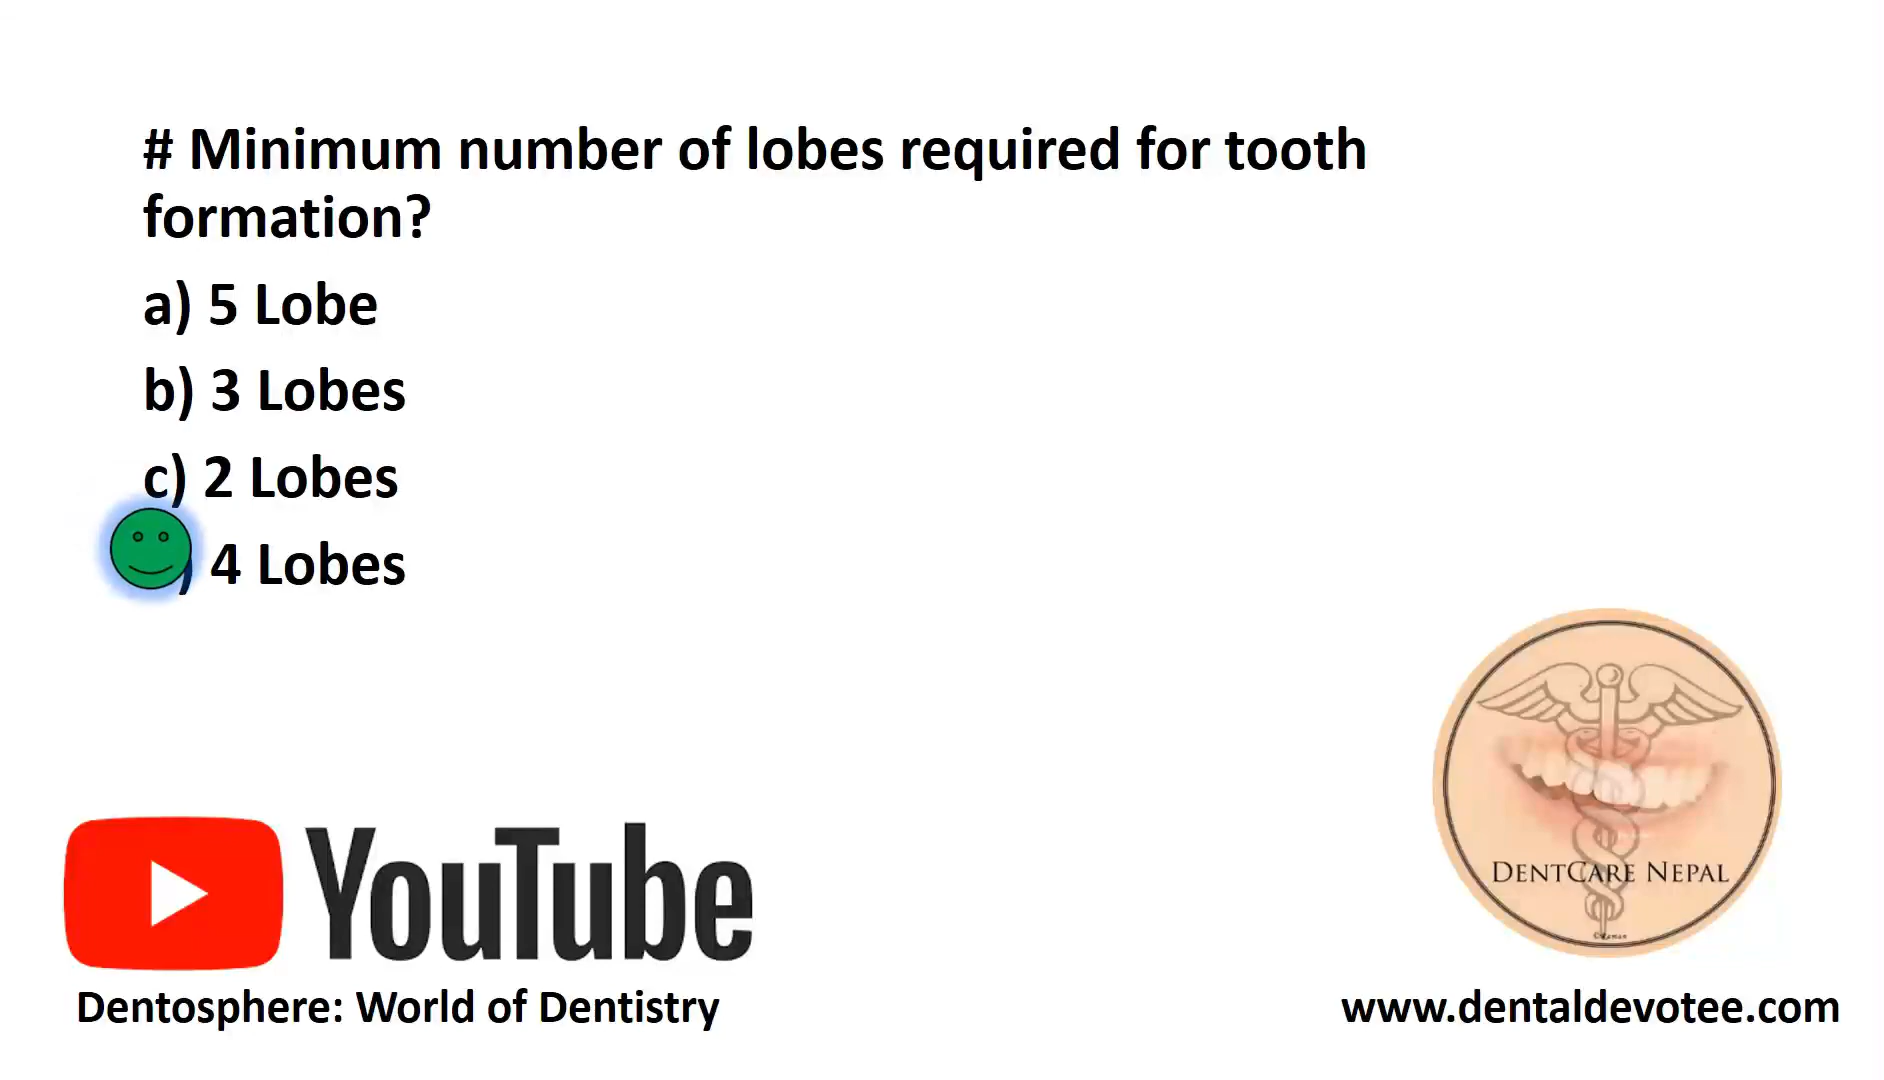 # Minimum number of lobes required for tooth
formation?
a) 5 Lobe
b) 3 Lobes
c) 2 Lobes
) 4 Lobes
DENTCARE NEPAL
YouTube
Dentosphere: World of Dentistry
www.dentaldevotee.com